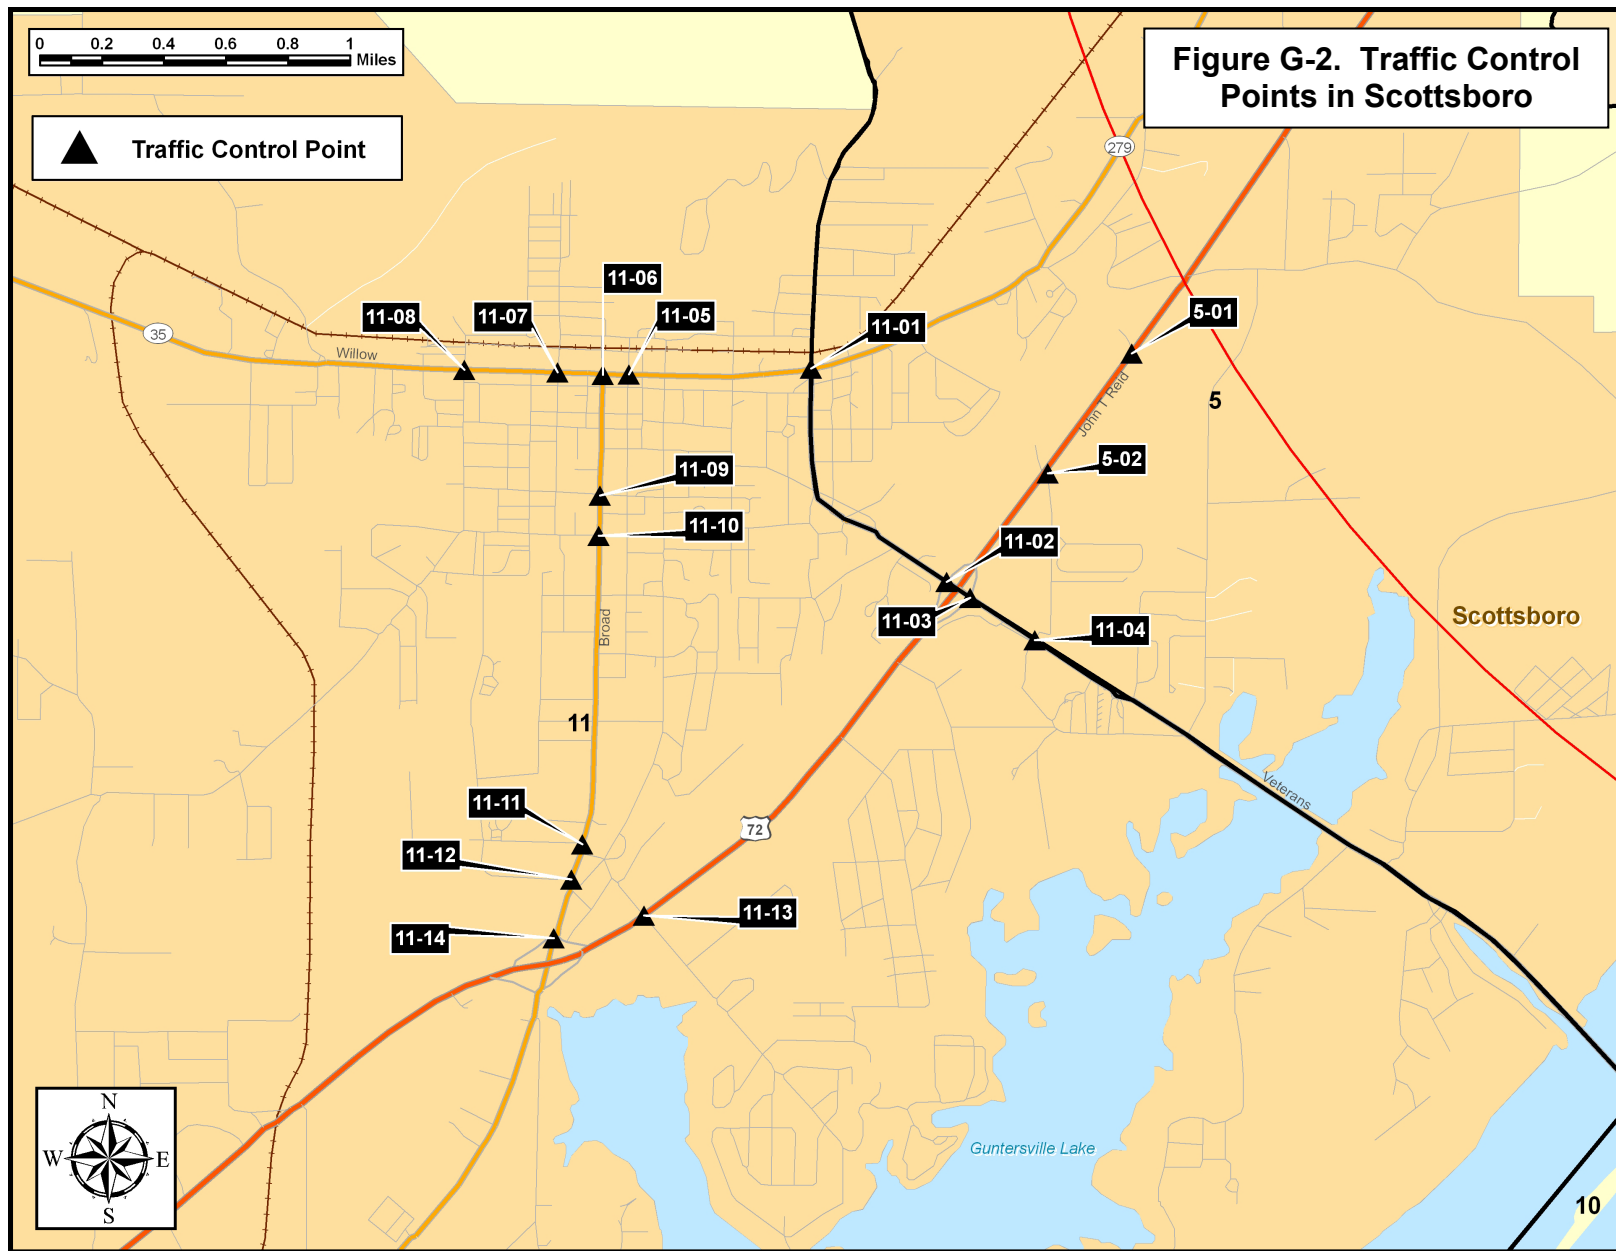 0 0.2 0.4 0.6 0.8 1
Miles
Figure G-2. Traffic Control
Points in Scottsboro
Traffic Control Point
279
11-06
11-08
11-07
11-05
11-01
5-01
35
Willow
John T Reid
5
11-09
5-02
11-10
11-02
11-03
11-04
Scottsboro
Broad
11
Veterans
11-11
72
11-12
11-13
11-14
N
W E
S
Guntersville Lake
10